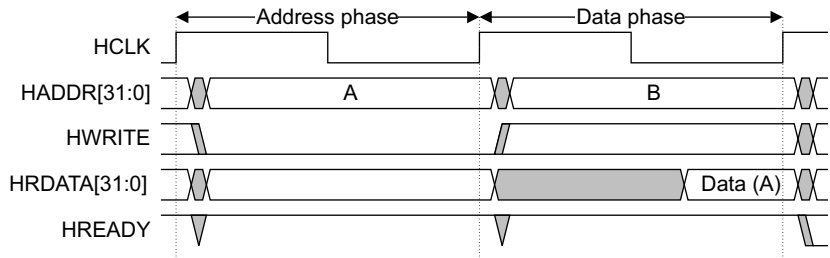 Address phase Data phase
HCLK
HADDR[31:0] A B
HWRITE
HRDATA[31:0] Data (A)
HREADY